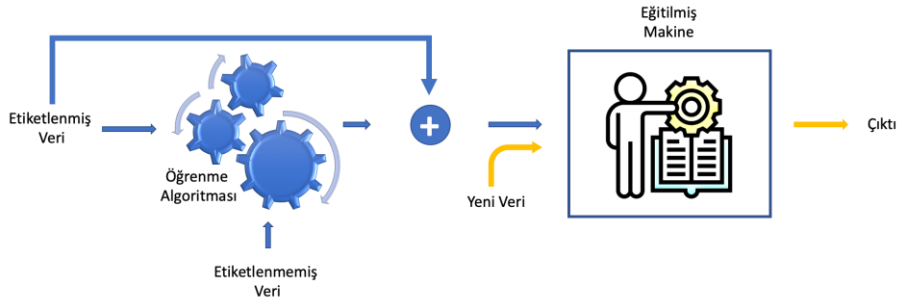 Eğitilmiş
Makine
Etiketlenmiş
Veri
Öğrenme
Algoritması
Yeni Veri
Çıktı
Etiketlenmemiş
Veri